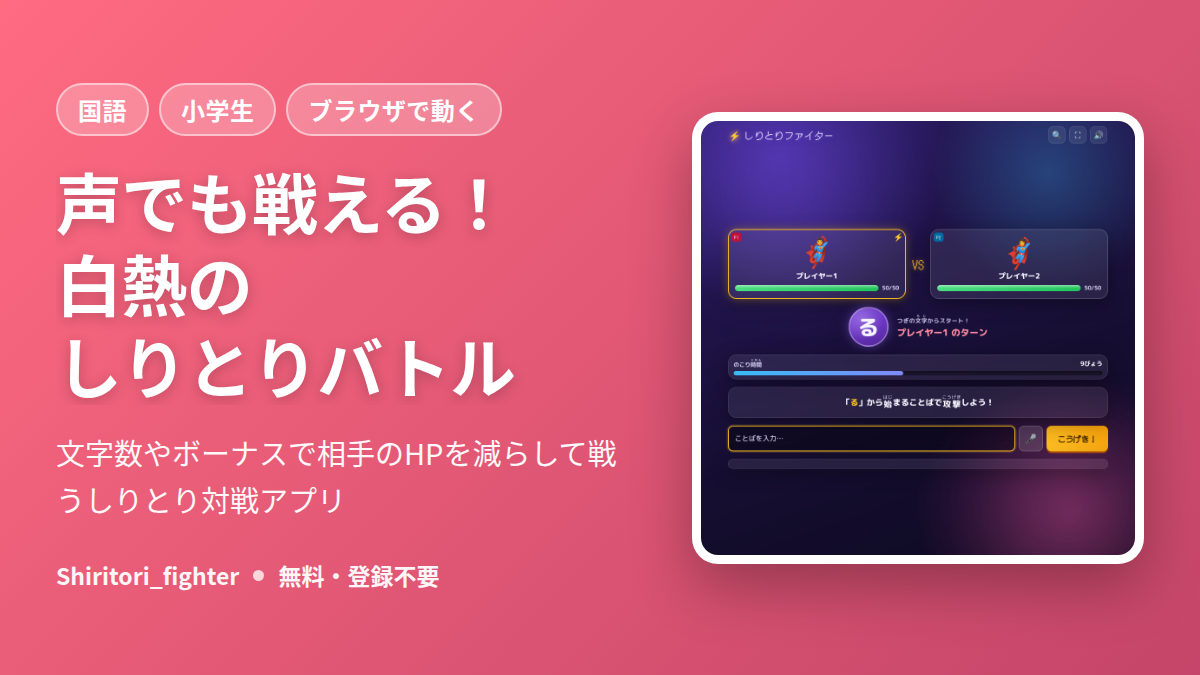 国語 小学生 ブラウザで動く
声でも戦える！
白熱の
しりとりバトル
文字数やボーナスで相手のHPを減らして戦
うしりとり対戦アプリ
Shiritori_fighter ● 無料・登録不要
⚡しりとりファイター
P1
P2
プレイヤー1 VS プレイヤー2
50/50
50/50
る
つぎの文字からスタート！
プレイヤー1 のターン
のこり時間 9びょう
「る」から始まることばで攻撃しよう！
ことばを入力… こうげき！